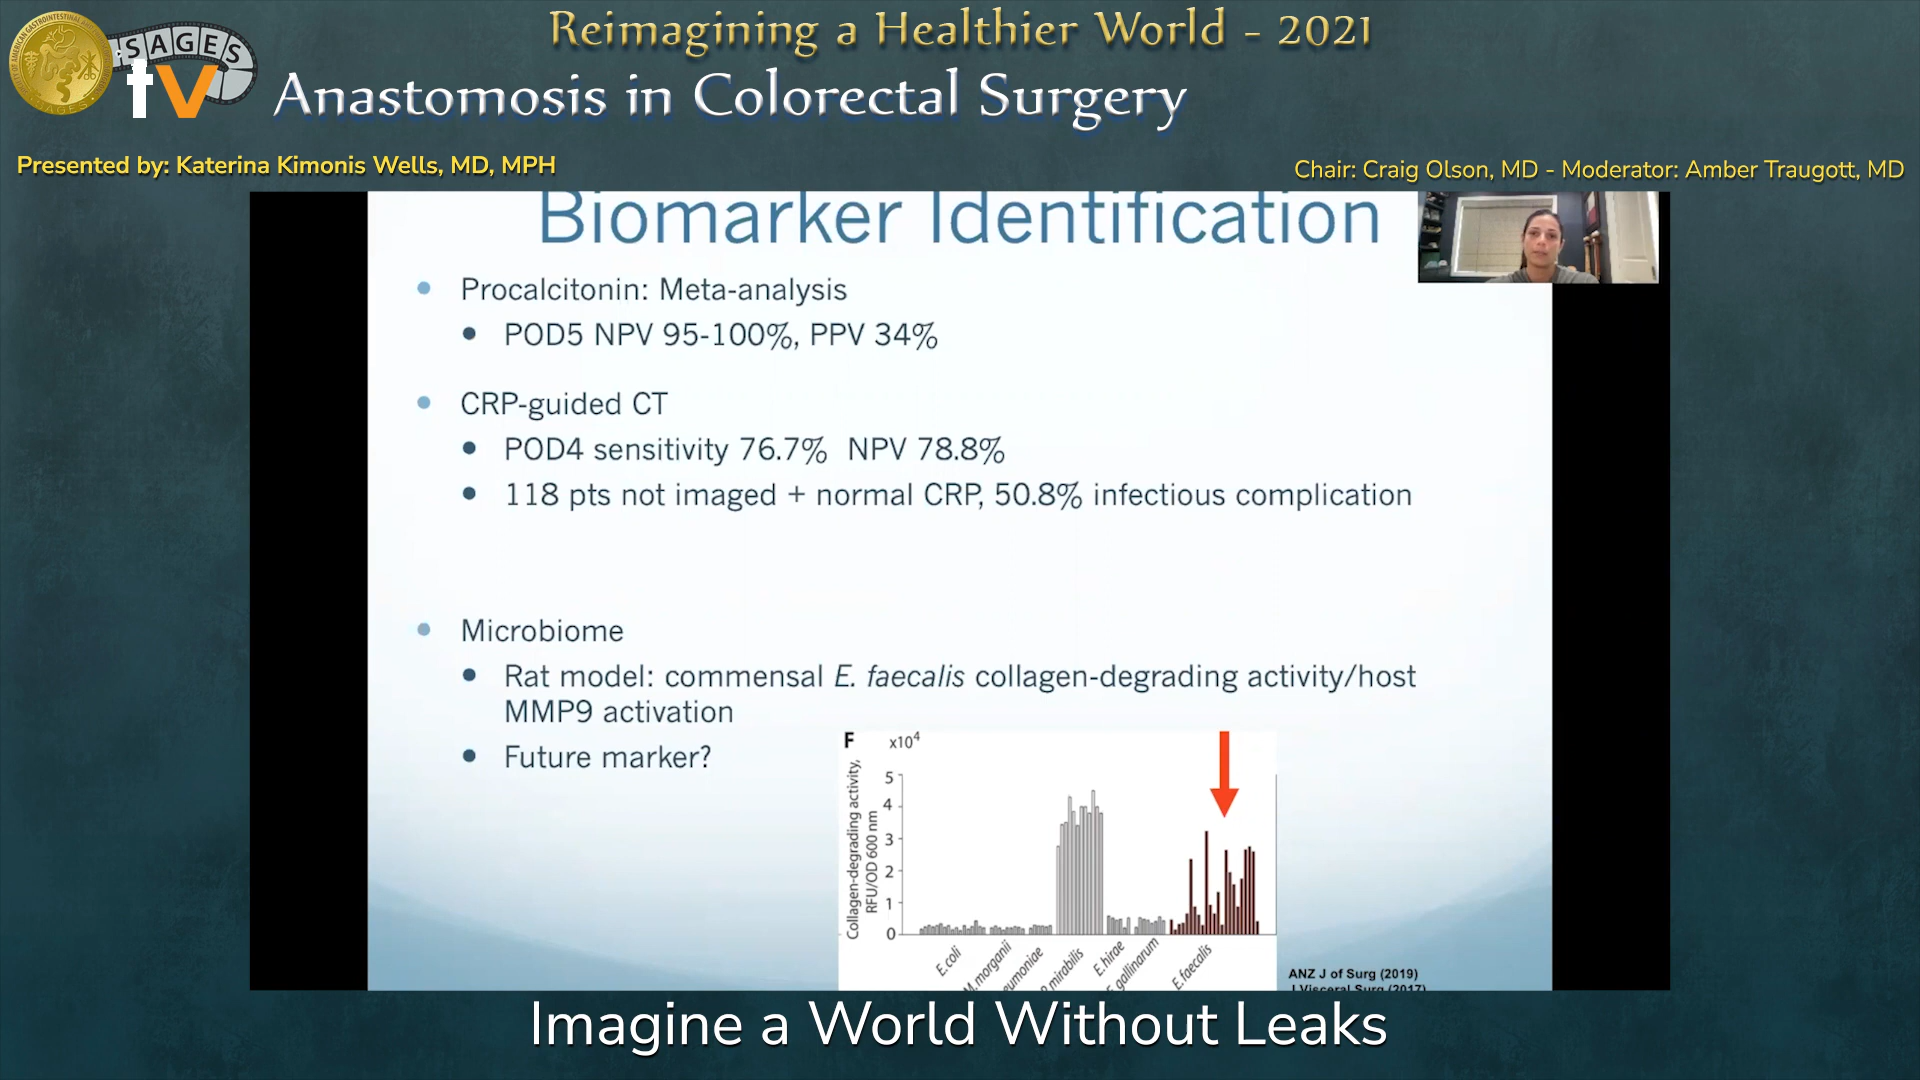 Reimagining a Healthier World - 2021
SAGES
tv
Anastomosis in Colorectal Surgery
Presented by: Katerina Kimonis Wells, MD, MPH
Chair: Craig Olson, MD - Moderator: Amber Traugott, MD
Biomarker Identification
Procalcitonin: Meta-analysis
POD5 NPV 95-100%, PPV 34%
CRP-guided CT
POD4 sensitivity 76.7% NPV 78.8%
118 pts not imaged + normal CRP, 50.8% infectious complication
Microbiome
Rat model: commensal E. faecalis collagen-degrading activity/host
MMP9 activation
Future marker?
F
x10⁴
Collagen-degrading activity,
RFU/OD 600 nm
5
4
3
2
1
0
E.coli
M.morganii
mirabilis
E.hirae
gallinarum
E.faecalis
ANZ J of Surg (2019)
J Visceral Surg (2017)
Imagine a World Without Leaks